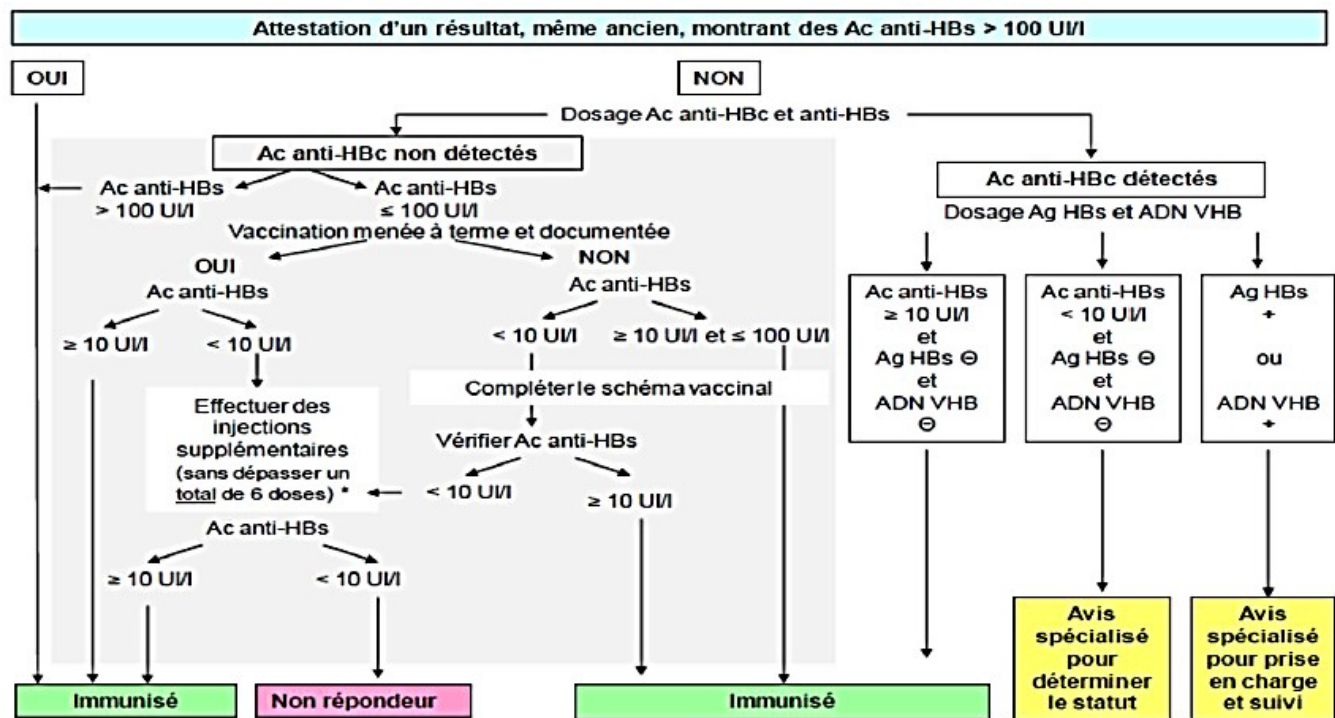 Attestation d'un résultat, même ancien, montrant des Ac anti-HBs > 100 UI/l
OUI
NON
Dosage Ac anti-HBc et anti-HBs
Ac anti-HBc non détectés
Ac anti-HBs
> 100 UI/l
Ac anti-HBs
≤ 100 UI/l
Vaccination menée à terme et documentée
OUI
Ac anti-HBs
≥ 10 UI/l
< 10 UI/l
Effectuer des
injections
supplémentaires
(sans dépasser un
total de 6 doses) *
Ac anti-HBs
≥ 10 UI/l
< 10 UI/l
NON
Ac anti-HBs
< 10 UI/l
≥ 10 UI/l et ≤ 100 UI/l
Compléter le schéma vaccinal
Vérifier Ac anti-HBs
< 10 UI/l
≥ 10 UI/l
Ac anti-HBc détectés
Dosage Ag HBs et ADN VHB
Ac anti-HBs
≥ 10 UI/l
et
Ag HBs ⊖
et
ADN VHB
⊖
Ac anti-HBs
< 10 UI/l
et
Ag HBs ⊖
et
ADN VHB
⊖
Ag HBs
+
ou
ADN VHB
+
Immunisé
Non répondeur
Immunisé
Avis
spécialisé
pour
déterminer
le statut
Avis
spécialisé
pour prise
en charge
et suivi